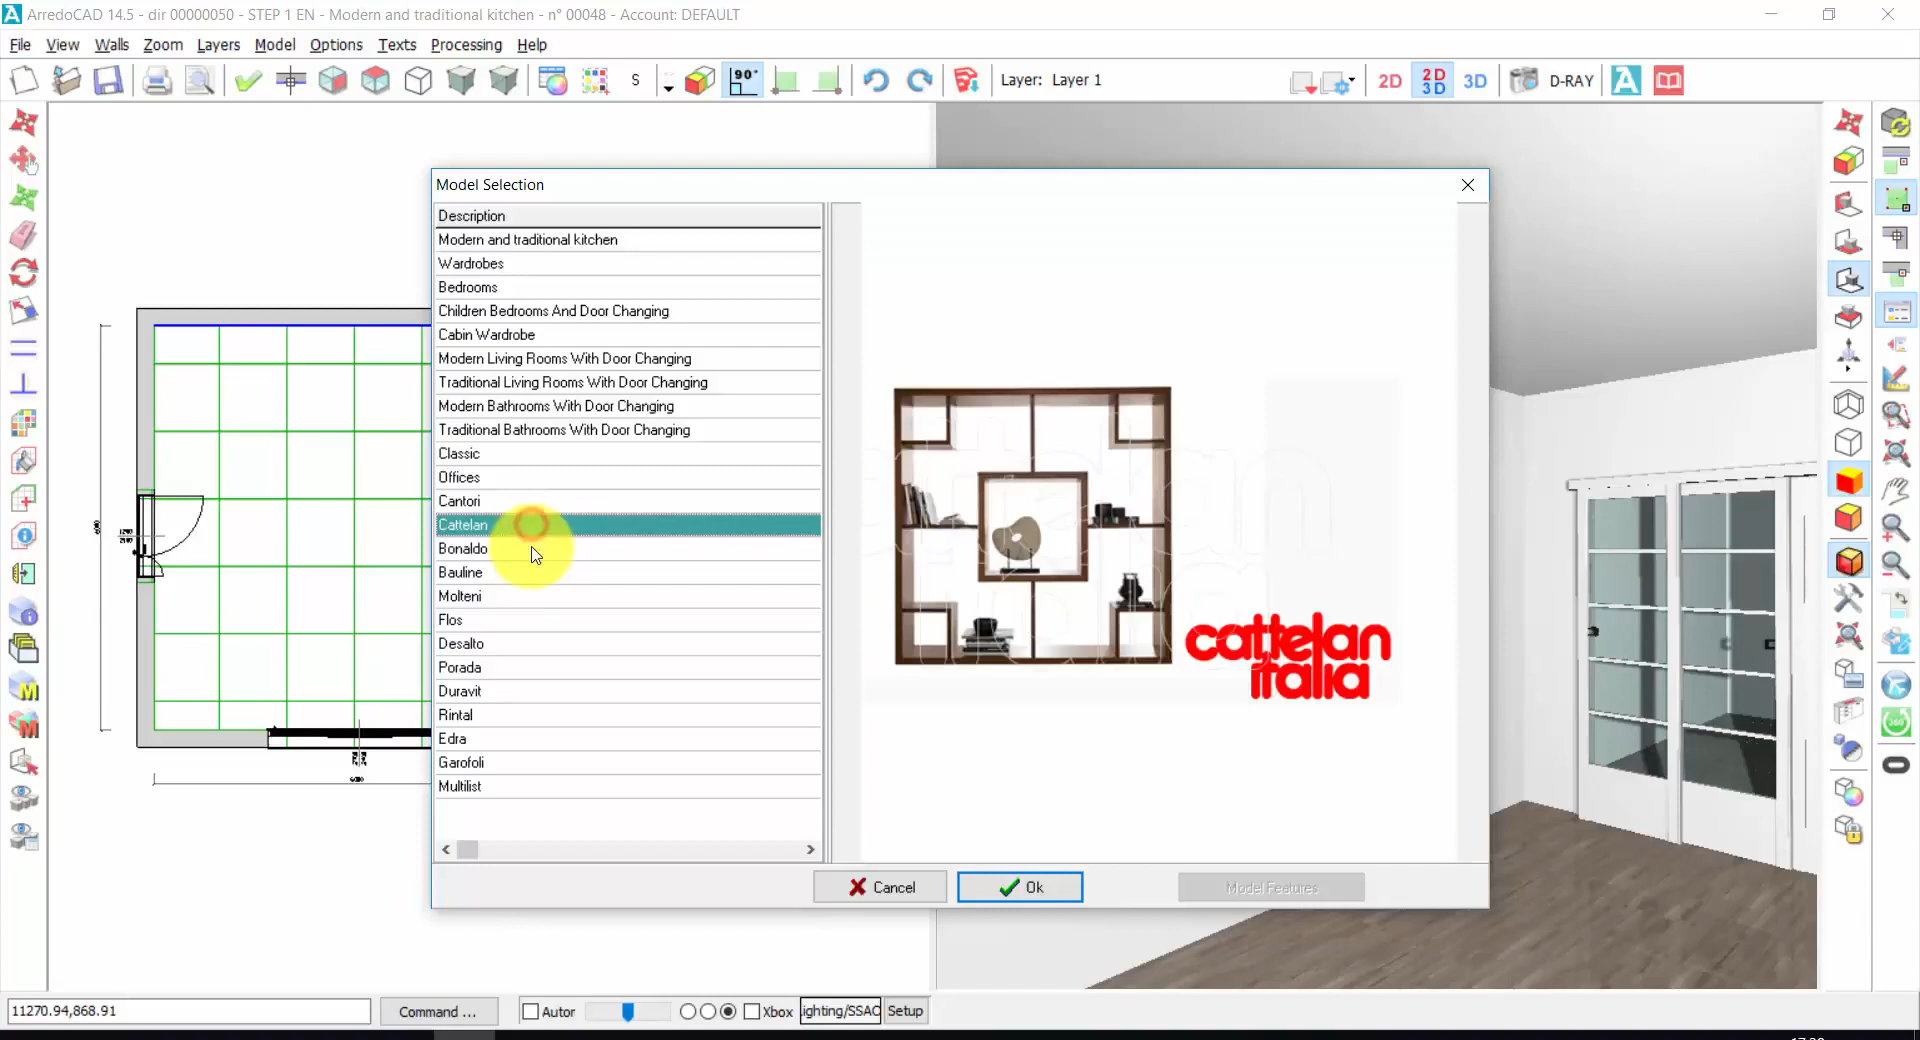 ArredoCAD 14.5 - dir 00000050 - STEP 1 EN - Modern and traditional kitchen - n° 00048 - Account: DEFAULT
File View Walls Zoom Layers Model Options Texts Processing Help
S 90° Layer: Layer 1 2D 2D 3D 3D D-RAY A
Model Selection
Description
Modern and traditional kitchen
Wardrobes
Bedrooms
Children Bedrooms And Door Changing
Cabin Wardrobe
Modern Living Rooms With Door Changing
Traditional Living Rooms With Door Changing
Modern Bathrooms With Door Changing
Traditional Bathrooms With Door Changing
Classic
Offices
Cantori
Cattelan
Bonaldo
Bauline
Molteni
Flos
Desalto
Porada
Duravit
Rintal
Edra
Garofoli
Multilist
cattelan
italia
Cancel Ok Model Features
M
M
360°
11270.94,868.91 Command ... Autor Xbox ighting/SSAO Setup